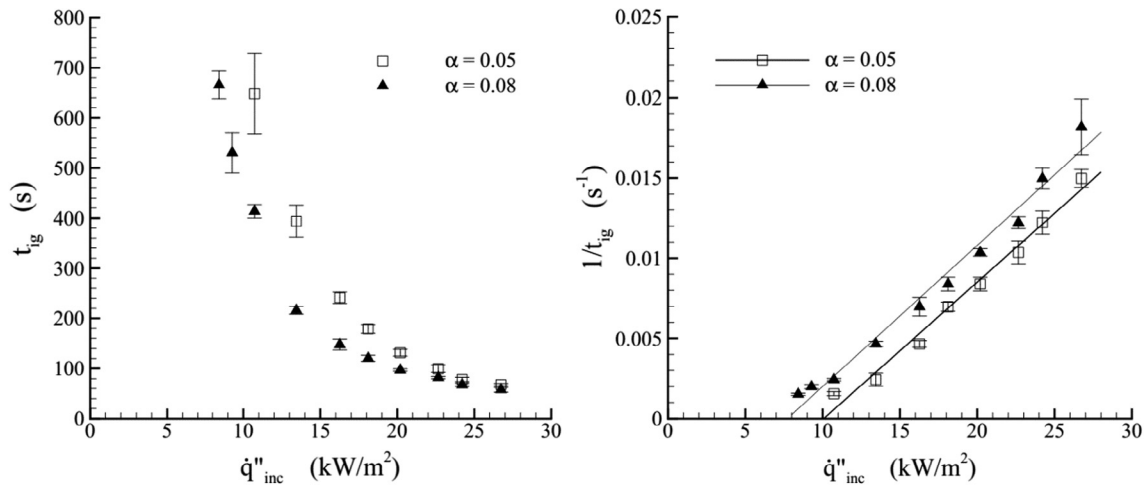 800
700
600
500
400
300
200
100
0
t_ig (s)
α = 0.05
α = 0.08
0 5 10 15 20 25 30
q̇"_inc (kW/m²)
0.025
0.02
0.015
0.01
0.005
0
1/t_ig (s⁻¹)
α = 0.05
α = 0.08
0 5 10 15 20 25 30
q̇"_inc (kW/m²)